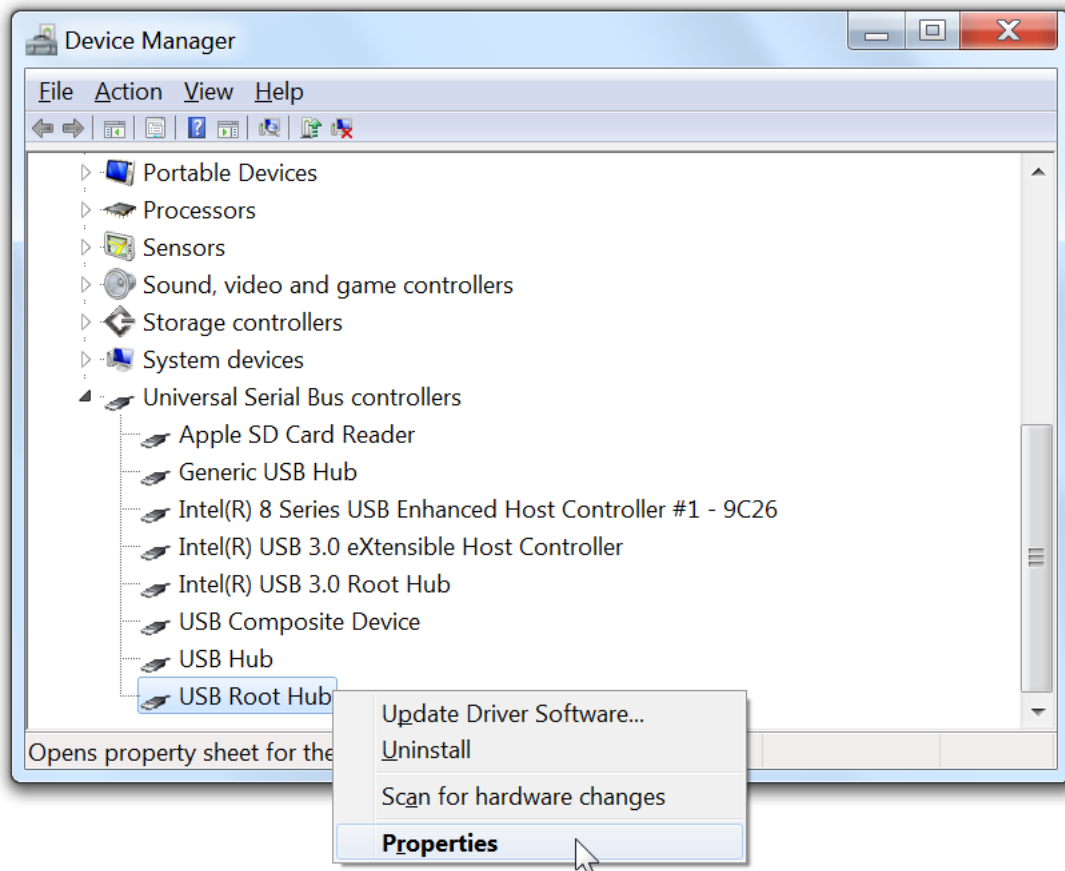 Device Manager
File Action View Help
Portable Devices
Processors
Sensors
Sound, video and game controllers
Storage controllers
System devices
Universal Serial Bus controllers
Apple SD Card Reader
Generic USB Hub
Intel(R) 8 Series USB Enhanced Host Controller #1 - 9C26
Intel(R) USB 3.0 eXtensible Host Controller
Intel(R) USB 3.0 Root Hub
USB Composite Device
USB Hub
USB Root Hub
Update Driver Software...
Uninstall
Scan for hardware changes
Properties
Opens property sheet for the